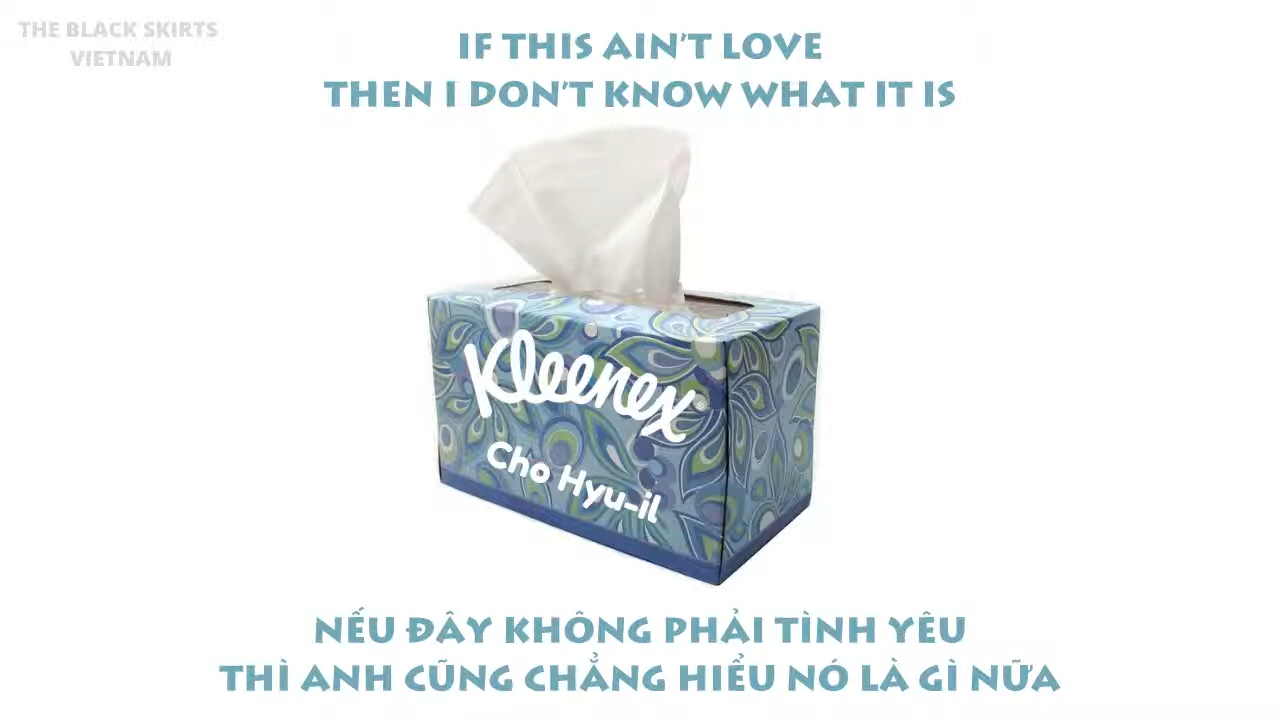 THE BLACK SKIRTS
VIETNAM
IF THIS AIN'T LOVE
THEN I DON'T KNOW WHAT IT IS
Kleenex®
Cho Hyu-il
NẾU ĐÂY KHÔNG PHẢI TÌNH YÊU
THÌ ANH CŨNG CHẲNG HIỂU NÓ LÀ GÌ NỮA